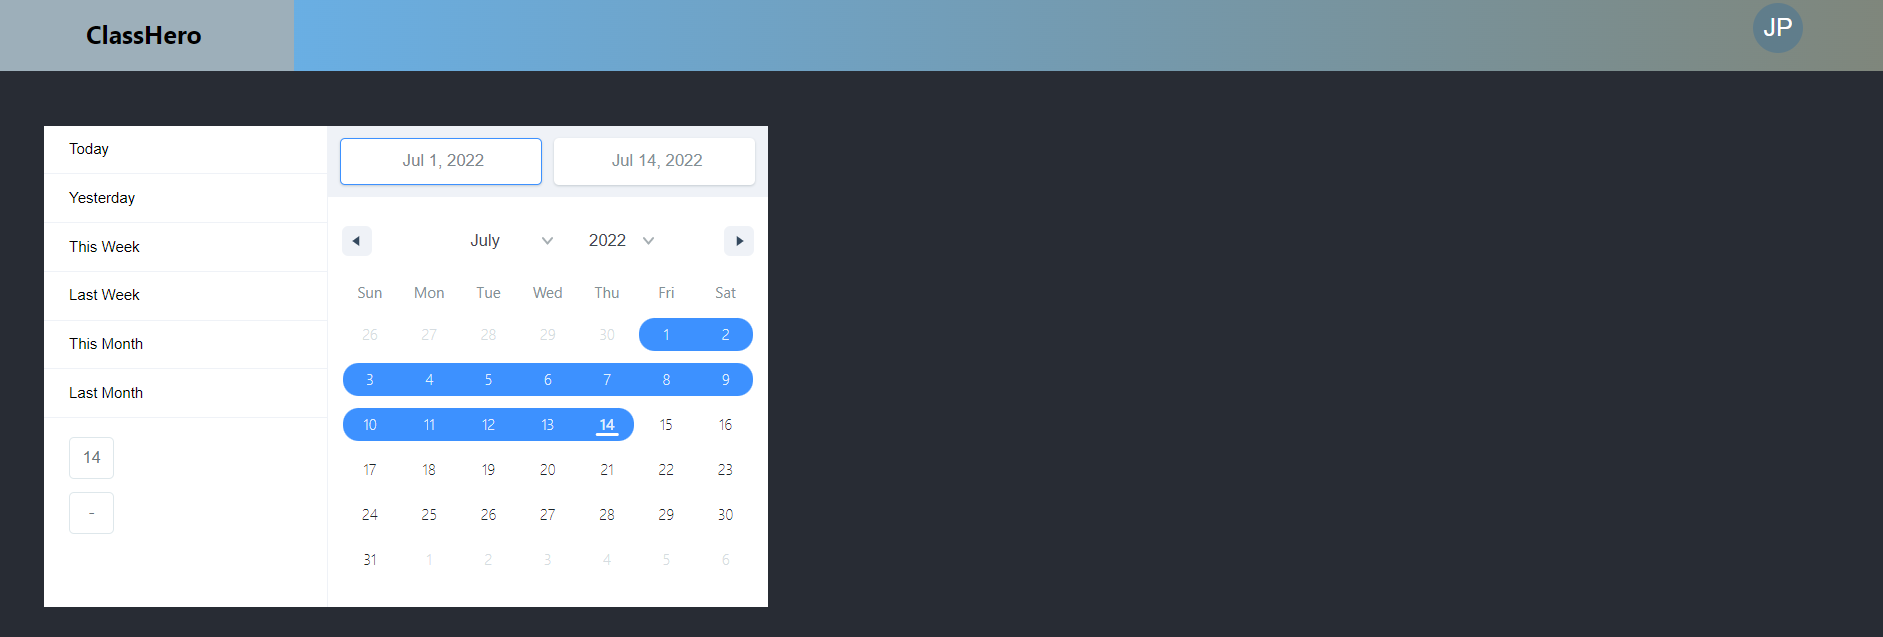 ClassHero
JP
Today
Yesterday
This Week
Last Week
This Month
Last Month
14
-
Jul 1, 2022
Jul 14, 2022
July 2022
Sun Mon Tue Wed Thu Fri Sat
26 27 28 29 30 1 2
3 4 5 6 7 8 9
10 11 12 13 14 15 16
17 18 19 20 21 22 23
24 25 26 27 28 29 30
31 1 2 3 4 5 6